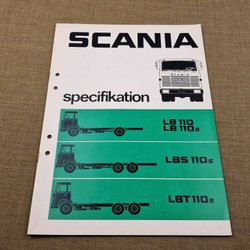 SCANIA
specifikation
LB 110
LB 110s
LBS 110s
LBT 110s